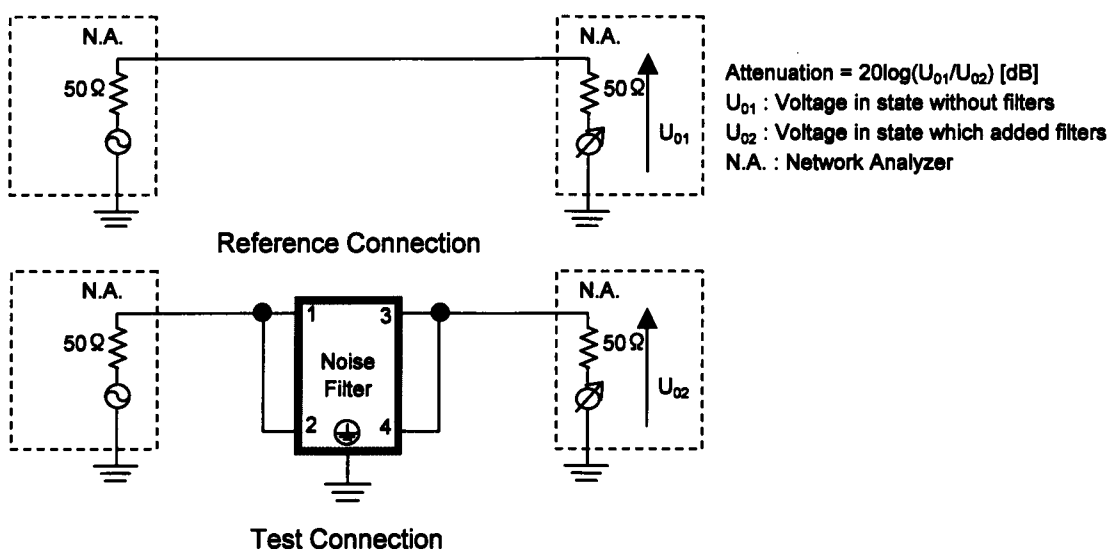 N.A.
50Ω
N.A.
50Ω
U01
Attenuation = 20log(U01/U02) [dB]
U01 : Voltage in state without filters
U02 : Voltage in state which added filters
N.A. : Network Analyzer
Reference Connection
N.A.
50Ω
1
3
Noise
Filter
2
4
N.A.
50Ω
U02
Test Connection